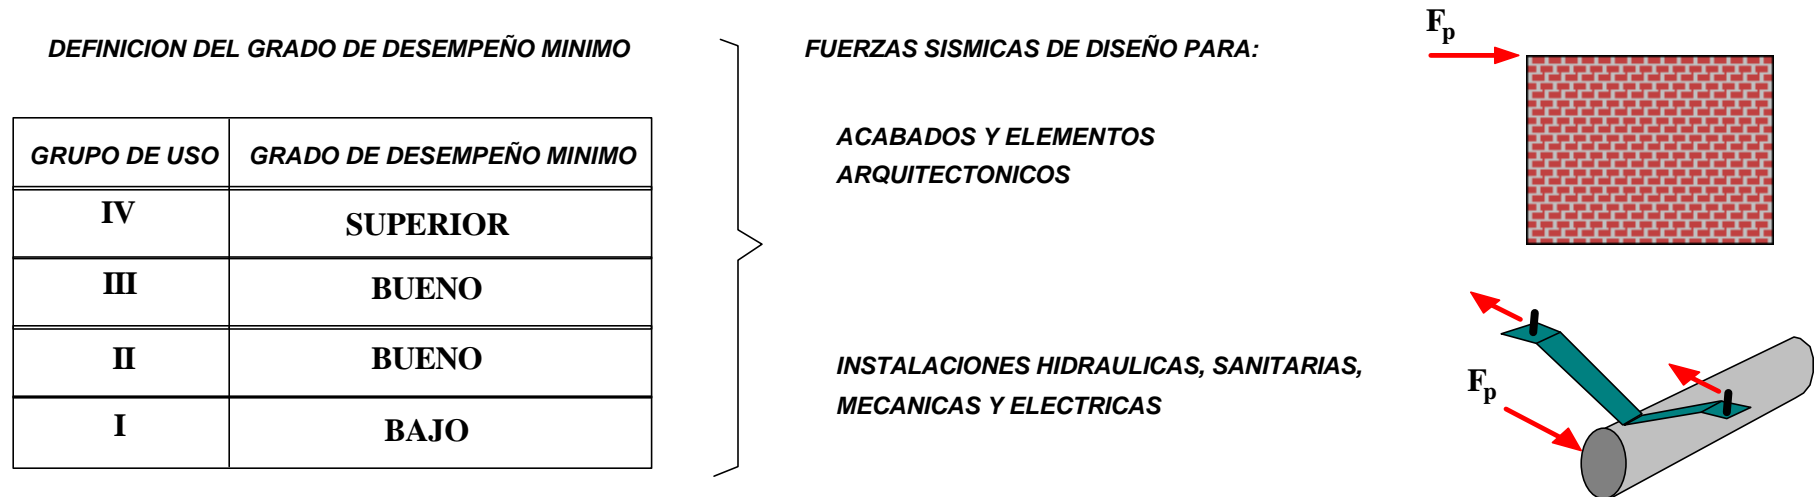 DEFINICION DEL GRADO DE DESEMPEÑO MINIMO
GRUPO DE USO GRADO DE DESEMPEÑO MINIMO
IV SUPERIOR
III BUENO
II BUENO
I BAJO
FUERZAS SISMICAS DE DISEÑO PARA:
ACABADOS Y ELEMENTOS
ARQUITECTONICOS
INSTALACIONES HIDRAULICAS, SANITARIAS,
MECANICAS Y ELECTRICAS
Fp
Fp